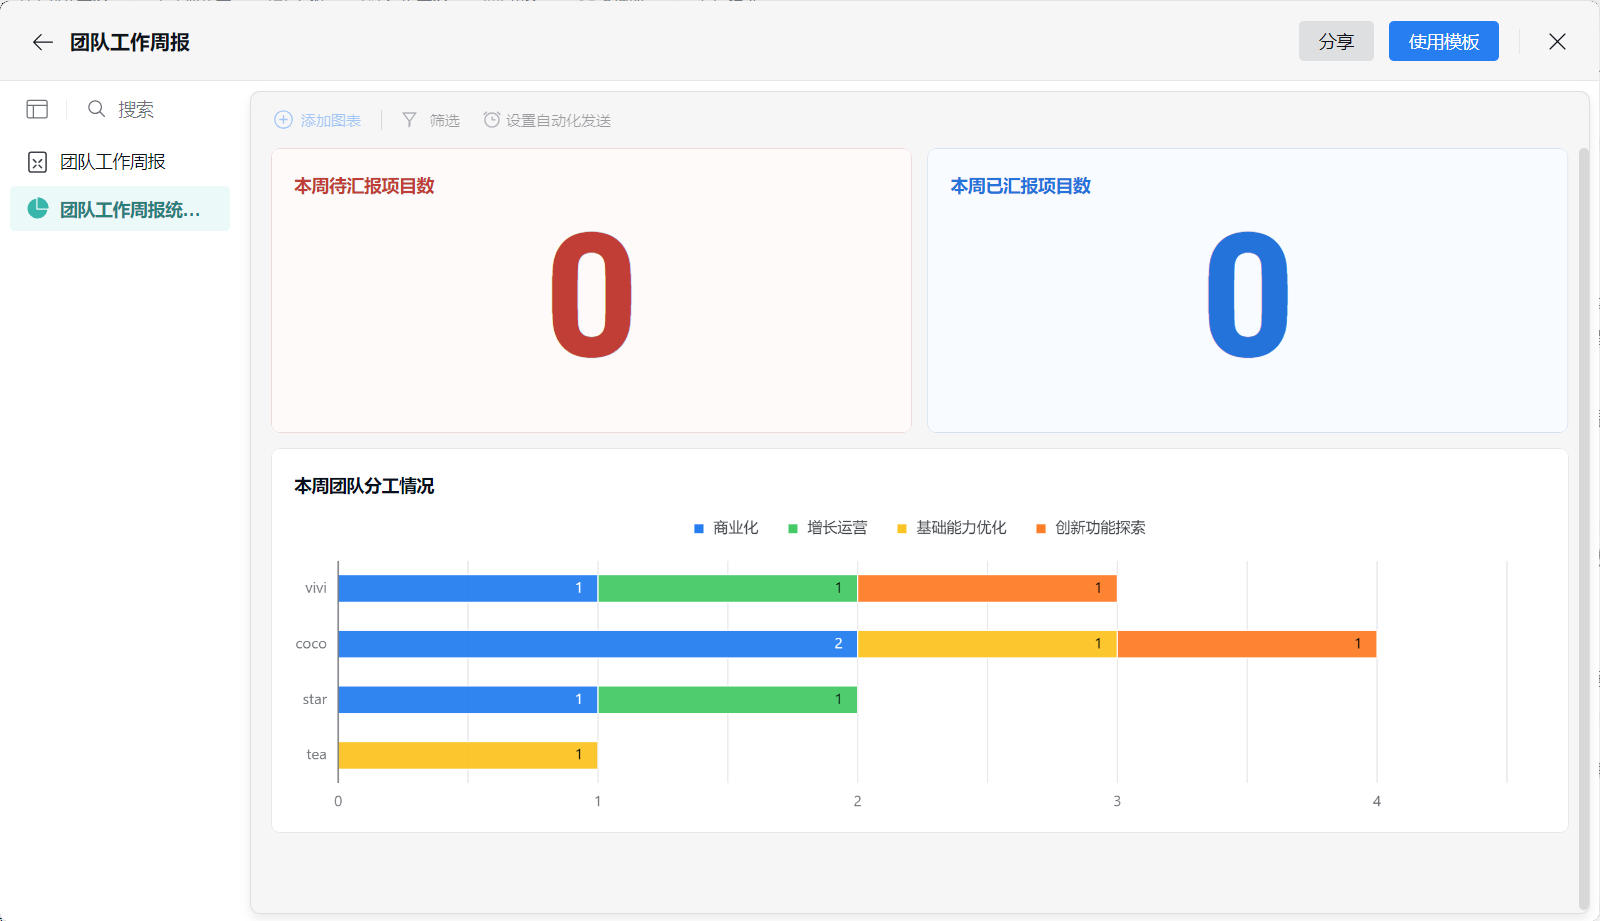 团队工作周报
分享
使用模板
搜索
团队工作周报
团队工作周报统...
添加图表
筛选
设置自动化发送
本周待汇报项目数
0
本周已汇报项目数
0
本周团队分工情况
商业化 增长运营 基础能力优化 创新功能探索
vivi 1 1 1
coco 2 1 1
star 1 1
tea 1
0 1 2 3 4